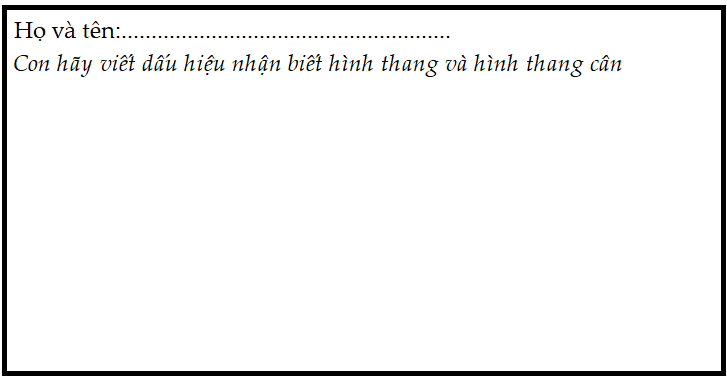 Họ và tên:.......................................................
Con hãy viết dấu hiệu nhận biết hình thang và hình thang cân